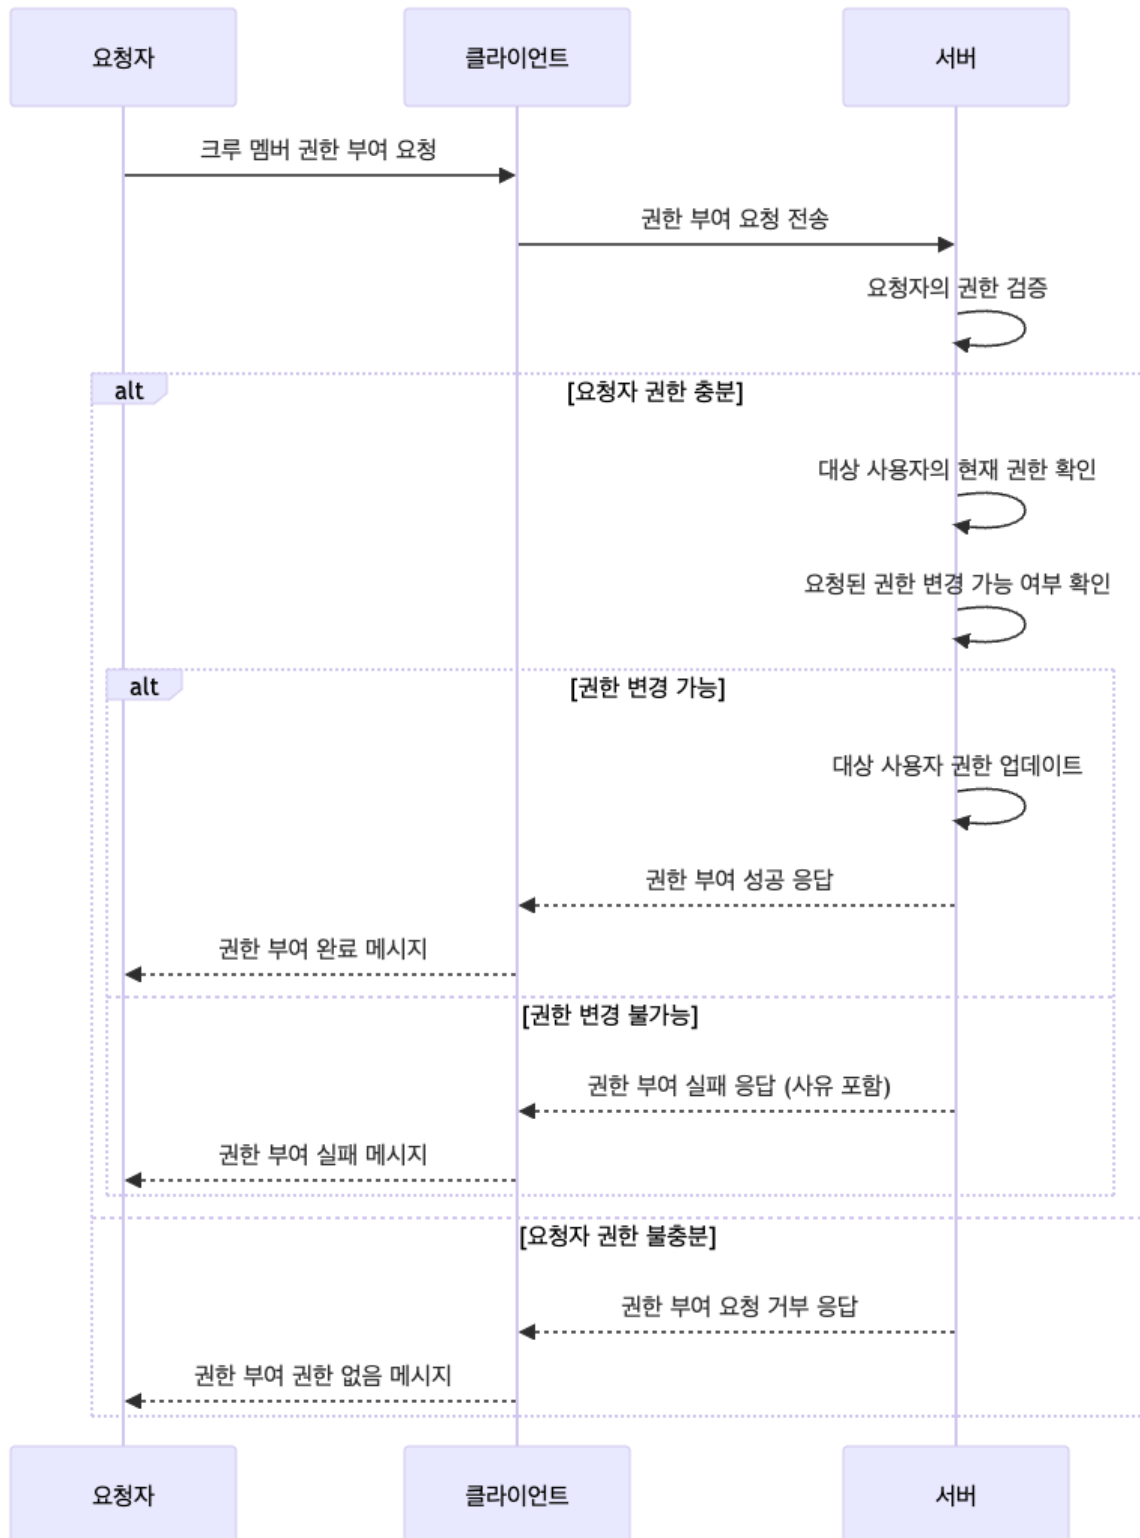 요청자
클라이언트
서버
크루 멤버 권한 부여 요청
권한 부여 요청 전송
요청자의 권한 검증
alt
[요청자 권한 충분]
대상 사용자의 현재 권한 확인
요청된 권한 변경 가능 여부 확인
alt
[권한 변경 가능]
대상 사용자 권한 업데이트
권한 부여 성공 응답
권한 부여 완료 메시지
[권한 변경 불가능]
권한 부여 실패 응답 (사유 포함)
권한 부여 실패 메시지
[요청자 권한 불충분]
권한 부여 요청 거부 응답
권한 부여 권한 없음 메시지
요청자
클라이언트
서버